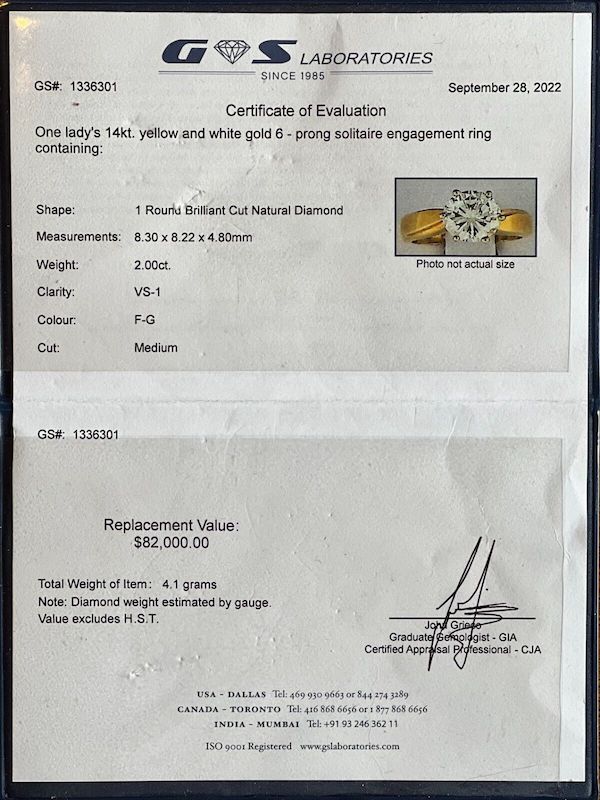 G S LABORATORIES
SINCE 1985
GS#: 1336301
September 28, 2022
Certificate of Evaluation
One lady's 14kt. yellow and white gold 6 - prong solitaire engagement ring
containing:
Shape: 1 Round Brilliant Cut Natural Diamond
Measurements: 8.30 x 8.22 x 4.80mm
Weight: 2.00ct.
Clarity: VS-1
Colour: F-G
Cut: Medium
Photo not actual size
GS#: 1336301
Replacement Value:
$82,000.00
Total Weight of Item: 4.1 grams
Note: Diamond weight estimated by gauge.
Value excludes H.S.T.
John Grieco
Graduate Gemologist - GIA
Certified Appraisal Professional - CJA
USA - DALLAS Tel: 469 930 9663 or 844 274 3289
CANADA - TORONTO Tel: 416 868 6656 or 1 877 868 6656
INDIA - MUMBAI Tel: +91 93 246 362 11
ISO 9001 Registered www.gslaboratories.com